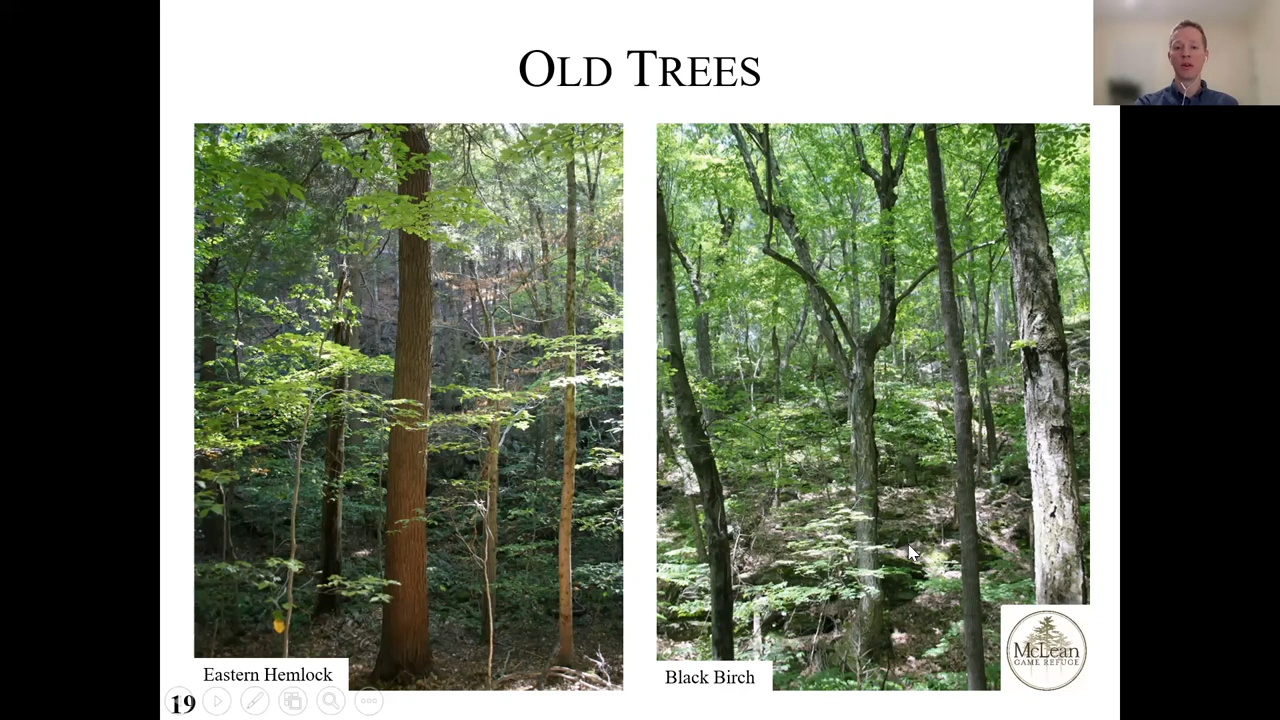 OLD TREES
Eastern Hemlock
Black Birch
McLean
GAME REFUGE
19